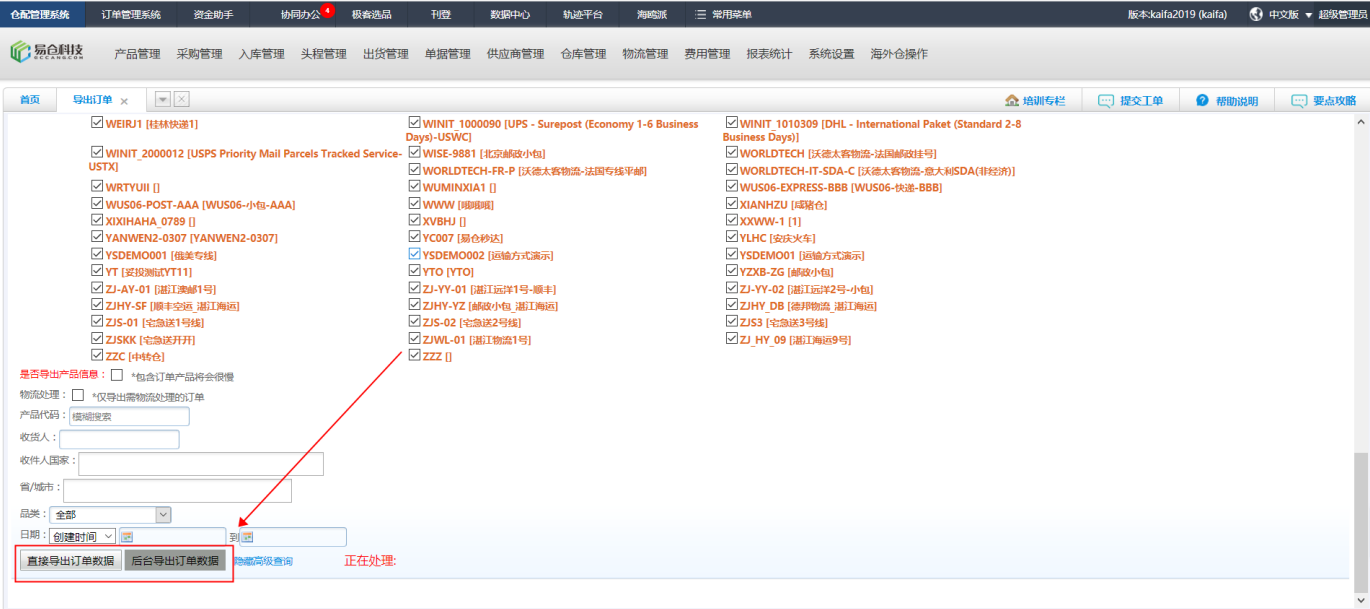 仓配管理系统 订单管理系统 资金助手 协同办公 4 极客选品 刊登 数据中心 轨迹平台 海鸥派 常用菜单 版本:kaifa2019 (kaifa) 中文版 超级管理员
易仓科技 产品管理 采购管理 入库管理 头程管理 出货管理 单据管理 供应商管理 仓库管理 物流管理 费用管理 报表统计 系统设置 海外仓操作
ECCANG.COM
首页 导出订单 培训专栏 提交工单 帮助说明 要点攻略
WEIRJ1 [桂林快递1] WINIT_1000090 [UPS - Surepost (Economy 1-6 Business WINIT_1010309 [DHL - International Paket (Standard 2-8
Days)-USWC] Business Days)]
WINIT_2000012 [USPS Priority Mail Parcels Tracked Service- WISE-9881 [北京邮政小包] WORLDTECH [沃德太客物流-法国邮政挂号]
USTX] WORLDTECH-FR-P [沃德太客物流-法国专线平邮] WORLDTECH-IT-SDA-C [沃德太客物流-意大利SDA(非经济)]
WRTYUII [] WUMINXIA1 [] WUS06-EXPRESS-BBB [WUS06-快递-BBB]
WUS06-POST-AAA [WUS06-小包-AAA] WWW [哦哦哦] XIANHZU [咸猪仓]
XIXIHAHA_0789 [] XVBHJ [] XXWW-1 [1]
YANWEN2-0307 [YANWEN2-0307] YC007 [易仓秒达] YLHC [安庆火车]
YSDEMO001 [俄美专线] YSDEMO002 [运输方式演示] YSDEMO01 [运输方式演示]
YT [妥投测试YT11] YTO [YTO] YZXB-ZG [邮政小包]
ZJ-AY-01 [湛江澳邮1号] ZJ-YY-01 [湛江远洋1号-顺丰] ZJ-YY-02 [湛江远洋2号-小包]
ZJHY-SF [顺丰空运_湛江海运] ZJHY-YZ [邮政小包_湛江海运] ZJHY_DB [德邦物流_湛江海运]
ZJS-01 [宅急送1号线] ZJS-02 [宅急送2号线] ZJS3 [宅急送3号线]
ZJSKK [宅急送开开] ZJWL-01 [湛江物流1号] ZJ_HY_09 [湛江海运9号]
ZZC [中转仓] ZZZ []
是否导出产品信息： *包含订单产品将会很慢
物流处理： *仅导出需物流处理的订单
产品代码： 模糊搜索
收货人：
收件人国家：
省/城市：
品类： 全部
日期： 创建时间 到
直接导出订单数据 后台导出订单数据 隐藏高级查询 正在处理: